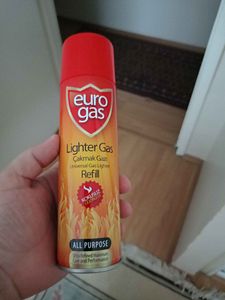 euro
gas
Lighter Gas
Çakmak Gazı
Universal Gas Lighter
Refill
ALL PURPOSE